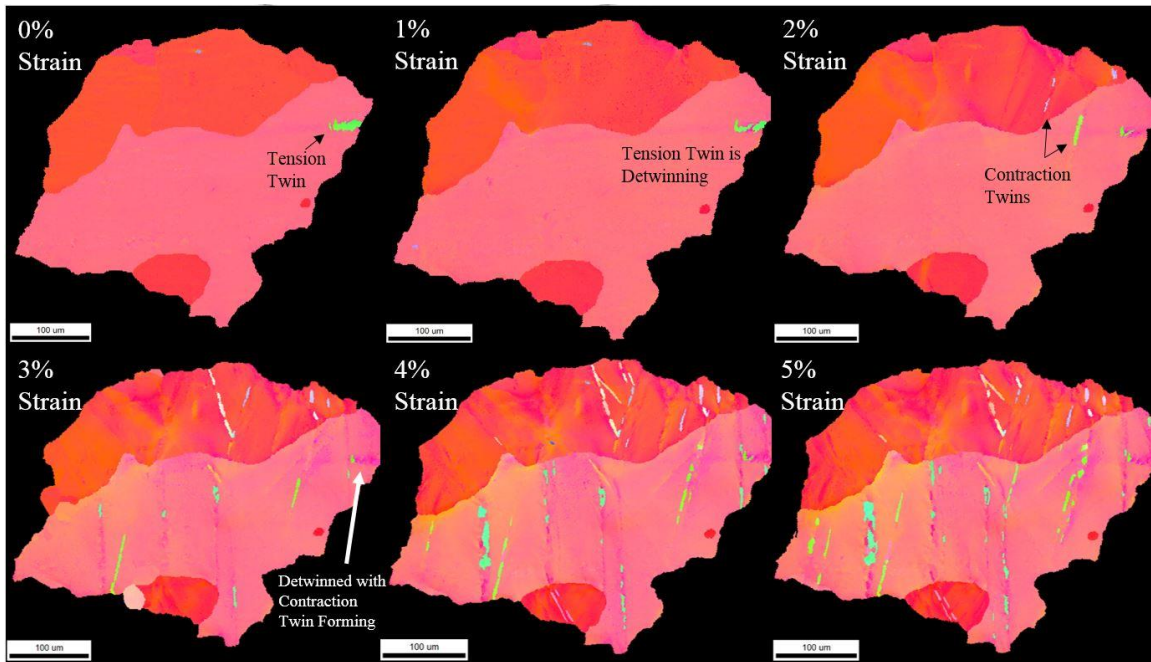 0%
Strain
Tension
Twin
100 um
1%
Strain
Tension Twin is
Detwinning
100 um
2%
Strain
Contraction
Twins
100 um
3%
Strain
Detwinned with
Contraction
Twin Forming
100 um
4%
Strain
100 um
5%
Strain
100 um